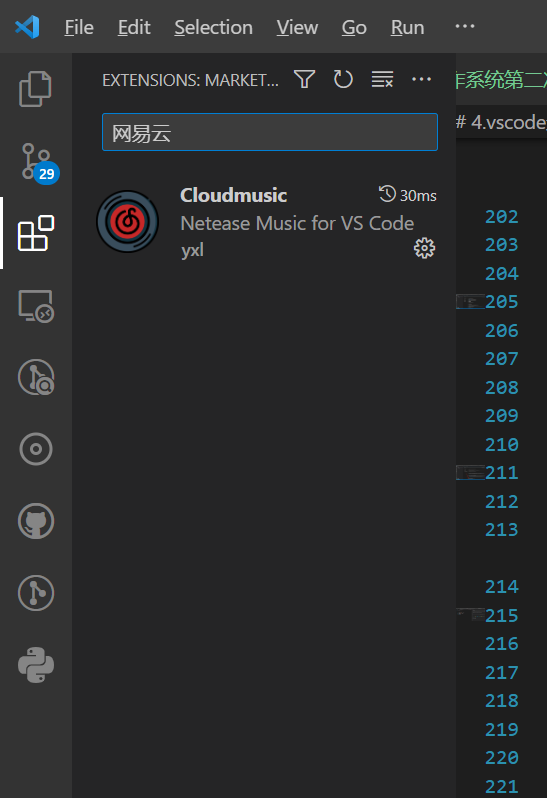 File Edit Selection View Go Run ···
EXTENSIONS: MARKET... ···
网易云
Cloudmusic 30ms
Netease Music for VS Code
yxl
29
作系统第二次
# 4.vscode
202
203
204
205
206
207
208
209
210
211
212
213
214
215
216
217
218
219
220
221